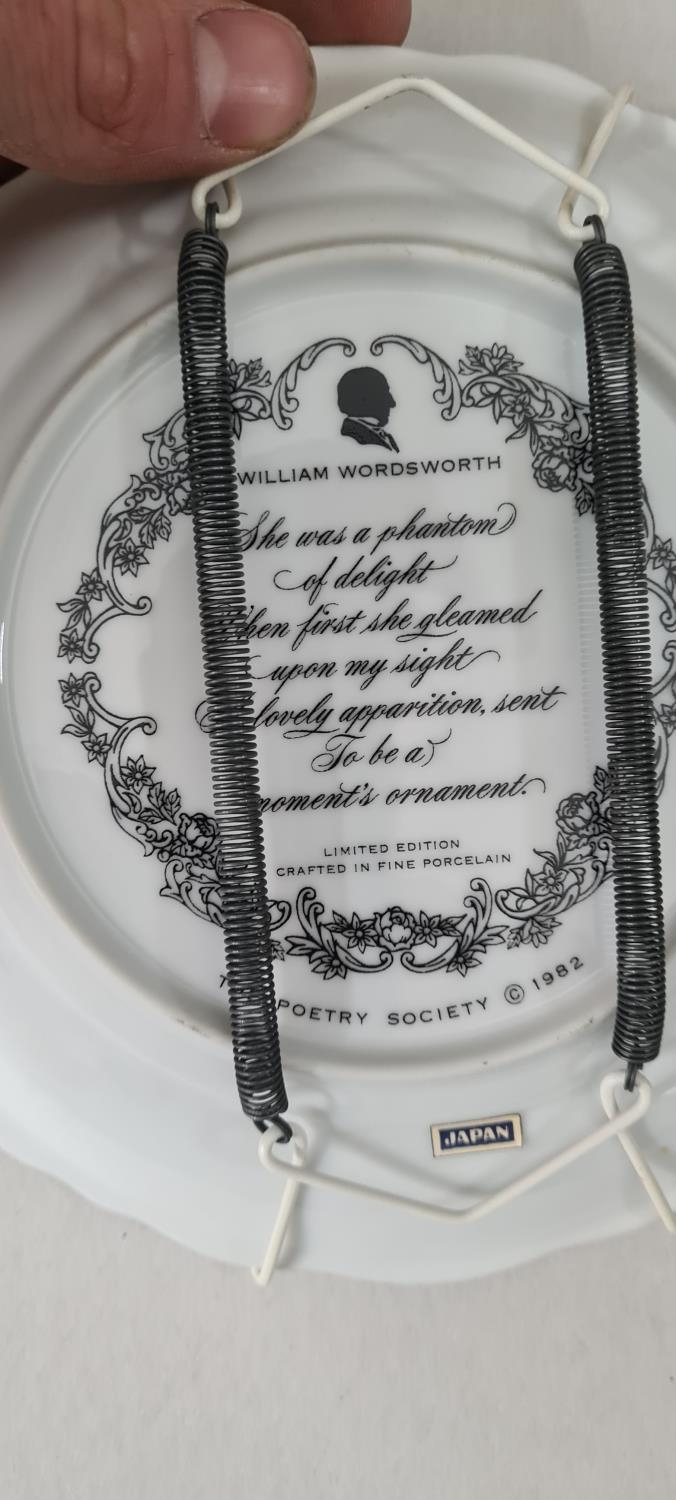 WILLIAM WORDSWORTH
She was a phantom
of delight
When first she gleamed
upon my sight
lovely apparition, sent
To be a
moment's ornament.
LIMITED EDITION
CRAFTED IN FINE PORCELAIN
POETRY SOCIETY © 1982
JAPAN